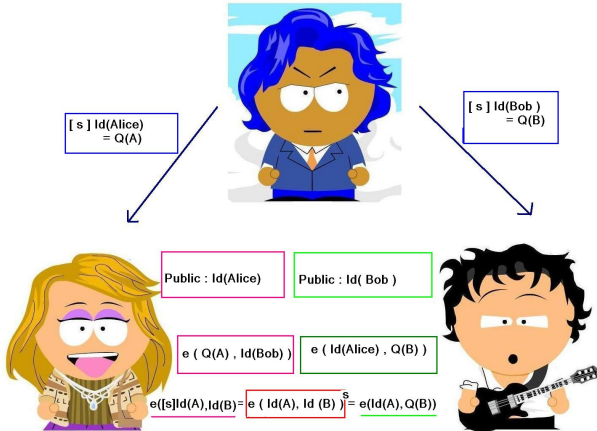 [ s ] Id(Alice)
= Q(A)
[ s ] Id(Bob )
= Q(B)
Public : Id(Alice)
Public : Id( Bob )
e ( Q(A) , Id(Bob) )
e ( Id(Alice) , Q(B) )
e([s]Id(A),Id(B)= e ( Id(A), Id (B) )s = e(Id(A),Q(B))